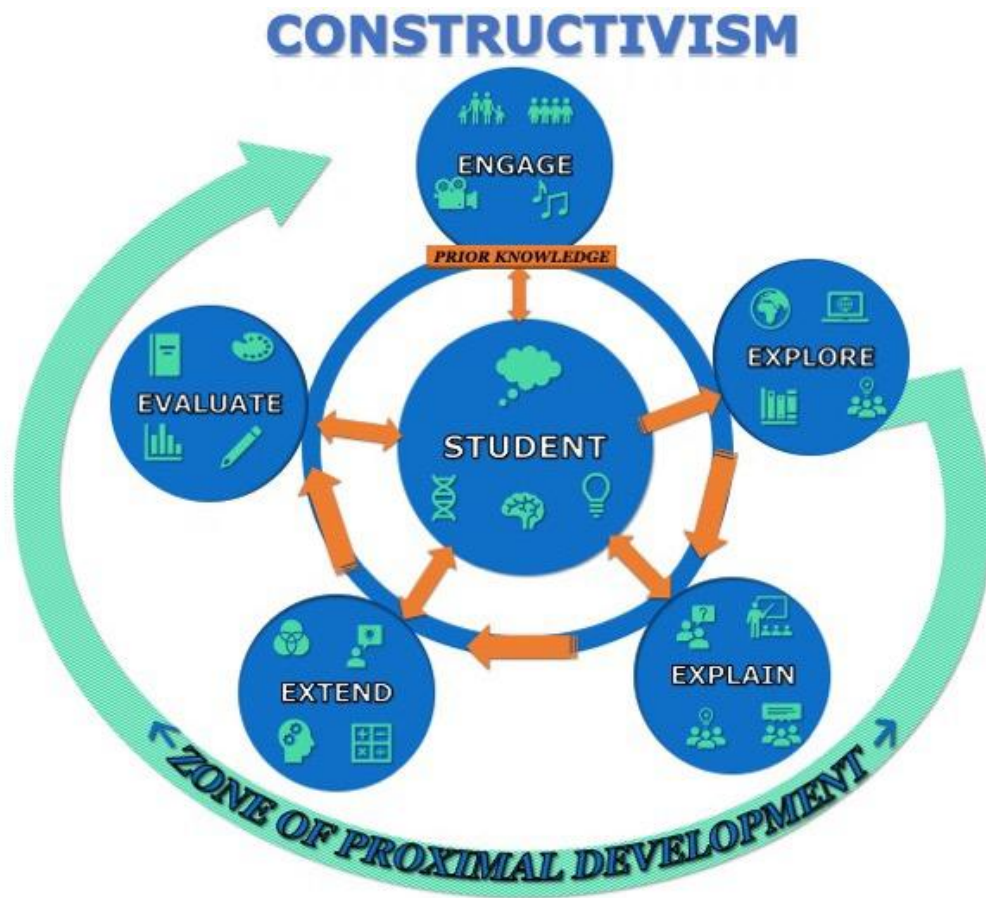 CONSTRUCTIVISM
ENGAGE
PRIOR KNOWLEDGE
EXPLORE
EVALUATE
STUDENT
EXTEND
EXPLAIN
ZONE OF PROXIMAL DEVELOPMENT